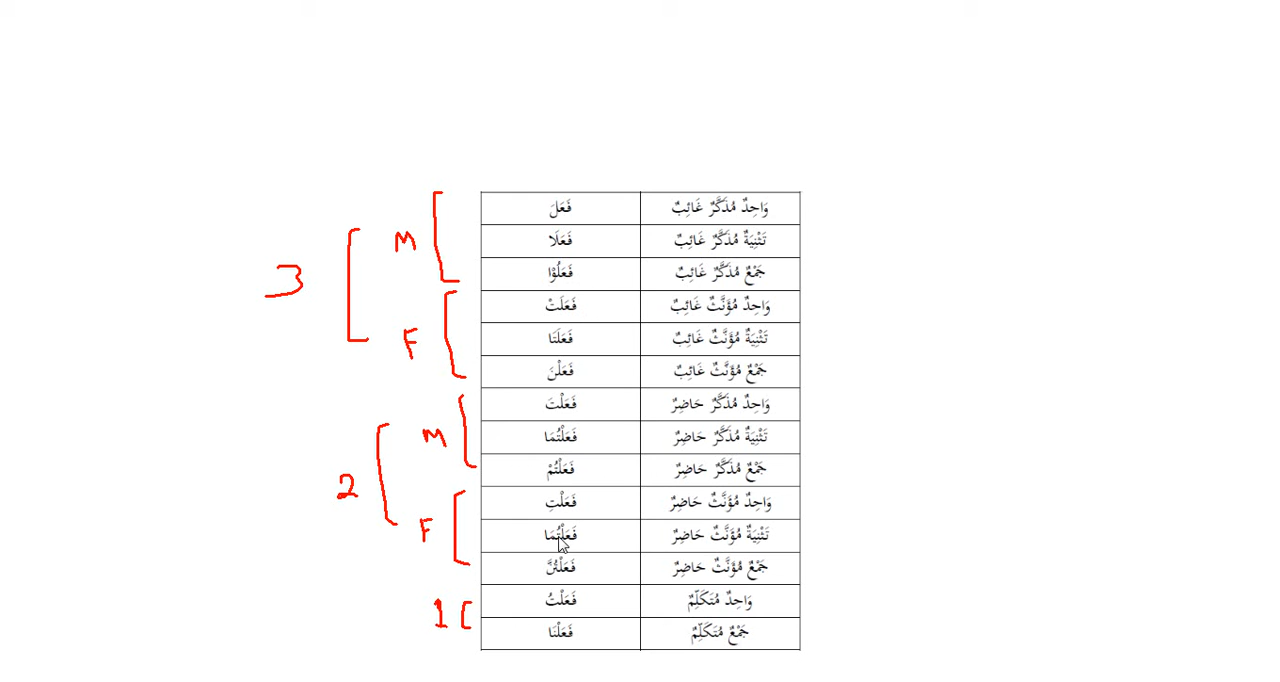 وَاحِدٌ مُذَكَّرٌ غَائِبٌ فَعَلَ
تَثْنِيَةٌ مُذَكَّرٌ غَائِبٌ فَعَلَا
M
جَمْعٌ مُذَكَّرٌ غَائِبٌ فَعَلُوْا
3
وَاحِدٌ مُؤَنَّثٌ غَائِبٌ فَعَلَتْ
تَثْنِيَةٌ مُؤَنَّثٌ غَائِبٌ فَعَلَتَا
F
جَمْعٌ مُؤَنَّثٌ غَائِبٌ فَعَلْنَ
وَاحِدٌ مُذَكَّرٌ حَاضِرٌ فَعَلْتَ
تَثْنِيَةٌ مُذَكَّرٌ حَاضِرٌ فَعَلْتُمَا
M
جَمْعٌ مُذَكَّرٌ حَاضِرٌ فَعَلْتُمْ
2
وَاحِدٌ مُؤَنَّثٌ حَاضِرٌ فَعَلْتِ
تَثْنِيَةٌ مُؤَنَّثٌ حَاضِرٌ فَعَلْتُمَا
F
جَمْعٌ مُؤَنَّثٌ حَاضِرٌ فَعَلْتُنَّ
وَاحِدٌ مُتَكَلِّمٌ فَعَلْتُ
1
جَمْعٌ مُتَكَلِّمٌ فَعَلْنَا